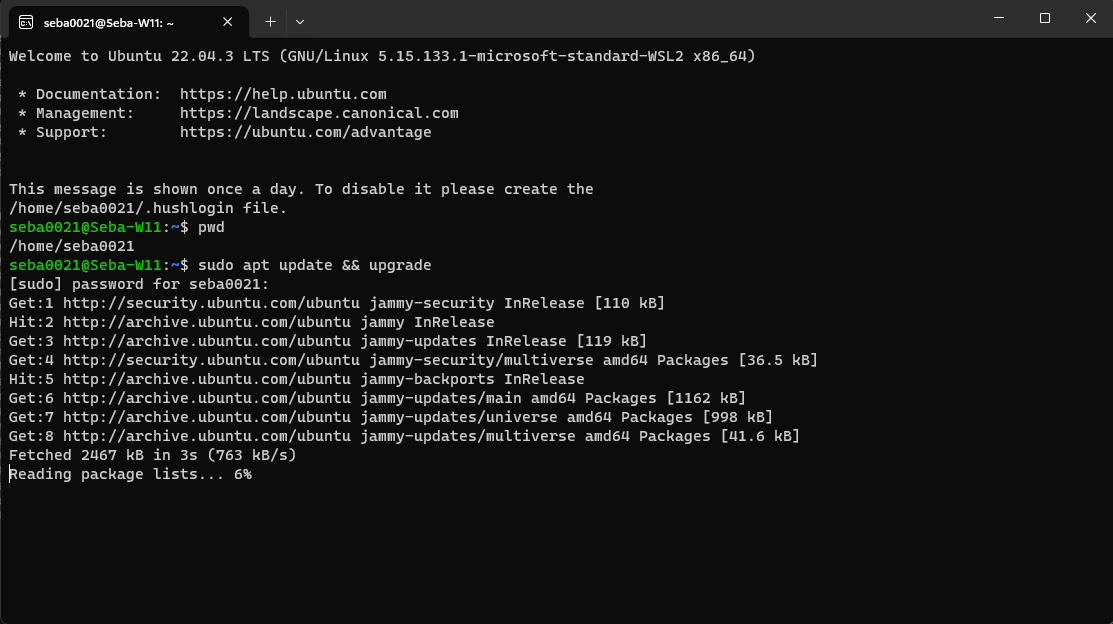 seba0021@Seba-W11: ~
Welcome to Ubuntu 22.04.3 LTS (GNU/Linux 5.15.133.1-microsoft-standard-WSL2 x86_64)
* Documentation:  https://help.ubuntu.com
* Management:     https://landscape.canonical.com
* Support:        https://ubuntu.com/advantage
This message is shown once a day. To disable it please create the
/home/seba0021/.hushlogin file.
seba0021@Seba-W11:~$ pwd
/home/seba0021
seba0021@Seba-W11:~$ sudo apt update && upgrade
[sudo] password for seba0021:
Get:1 http://security.ubuntu.com/ubuntu jammy-security InRelease [110 kB]
Hit:2 http://archive.ubuntu.com/ubuntu jammy InRelease
Get:3 http://archive.ubuntu.com/ubuntu jammy-updates InRelease [119 kB]
Get:4 http://security.ubuntu.com/ubuntu jammy-security/multiverse amd64 Packages [36.5 kB]
Hit:5 http://archive.ubuntu.com/ubuntu jammy-backports InRelease
Get:6 http://archive.ubuntu.com/ubuntu jammy-updates/main amd64 Packages [1162 kB]
Get:7 http://archive.ubuntu.com/ubuntu jammy-updates/universe amd64 Packages [998 kB]
Get:8 http://archive.ubuntu.com/ubuntu jammy-updates/multiverse amd64 Packages [41.6 kB]
Fetched 2467 kB in 3s (763 kB/s)
Reading package lists... 6%